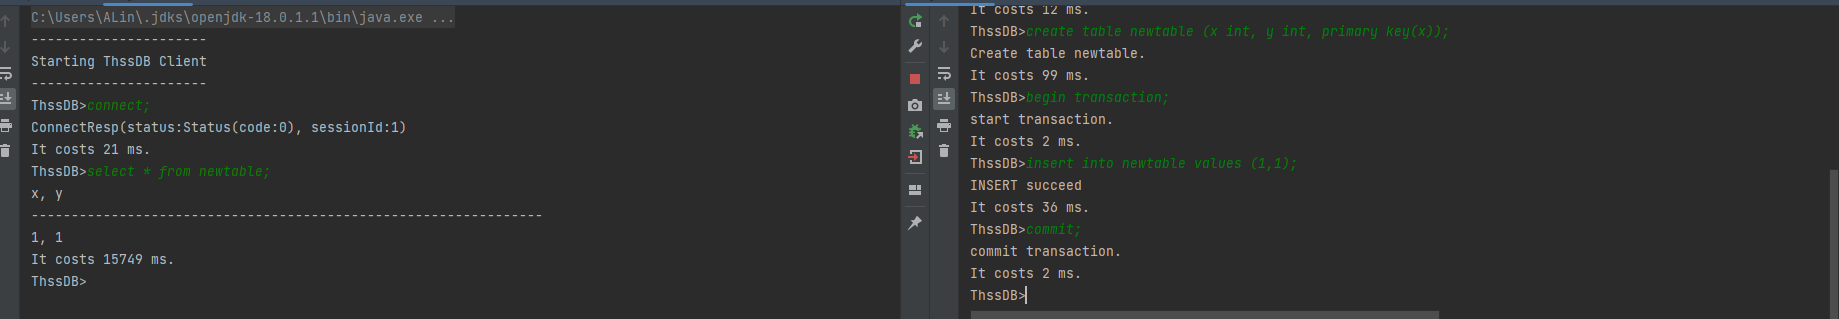 C:\Users\ALin\.jdks\openjdk-18.0.1.1\bin\java.exe ...
----------------------
Starting ThssDB Client
----------------------
ThssDB>connect;
ConnectResp(status:Status(code:0), sessionId:1)
It costs 21 ms.
ThssDB>select * from newtable;
x, y
----------------------------------------------------------------
1, 1
It costs 15749 ms.
ThssDB>
It costs 12 ms.
ThssDB>create table newtable (x int, y int, primary key(x));
Create table newtable.
It costs 99 ms.
ThssDB>begin transaction;
start transaction.
It costs 2 ms.
ThssDB>insert into newtable values (1,1);
INSERT succeed
It costs 36 ms.
ThssDB>commit;
commit transaction.
It costs 2 ms.
ThssDB>